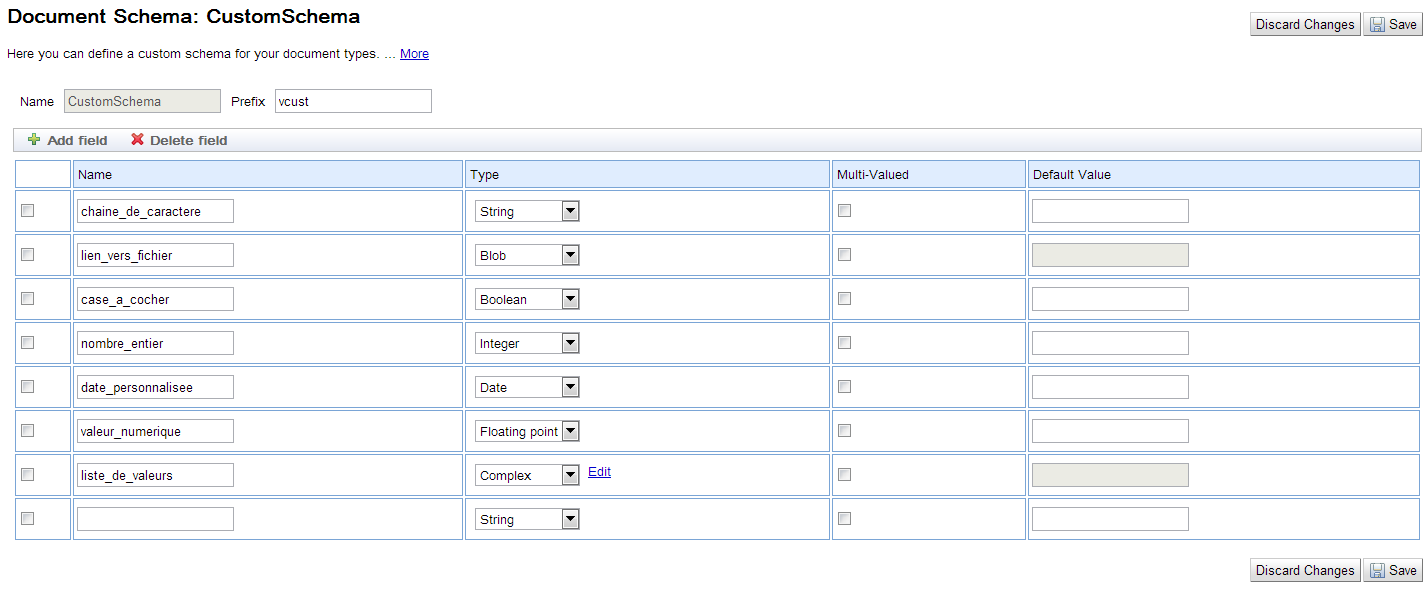 Document Schema: CustomSchema
Discard Changes Save
Here you can define a custom schema for your document types. ... More
Name CustomSchema Prefix vcust
Add field Delete field
Name Type Multi-Valued Default Value
chaine_de_caractere String
lien_vers_fichier Blob
case_a_cocher Boolean
nombre_entier Integer
date_personnalisee Date
valeur_numerique Floating point
liste_de_valeurs Complex Edit
String
Discard Changes Save